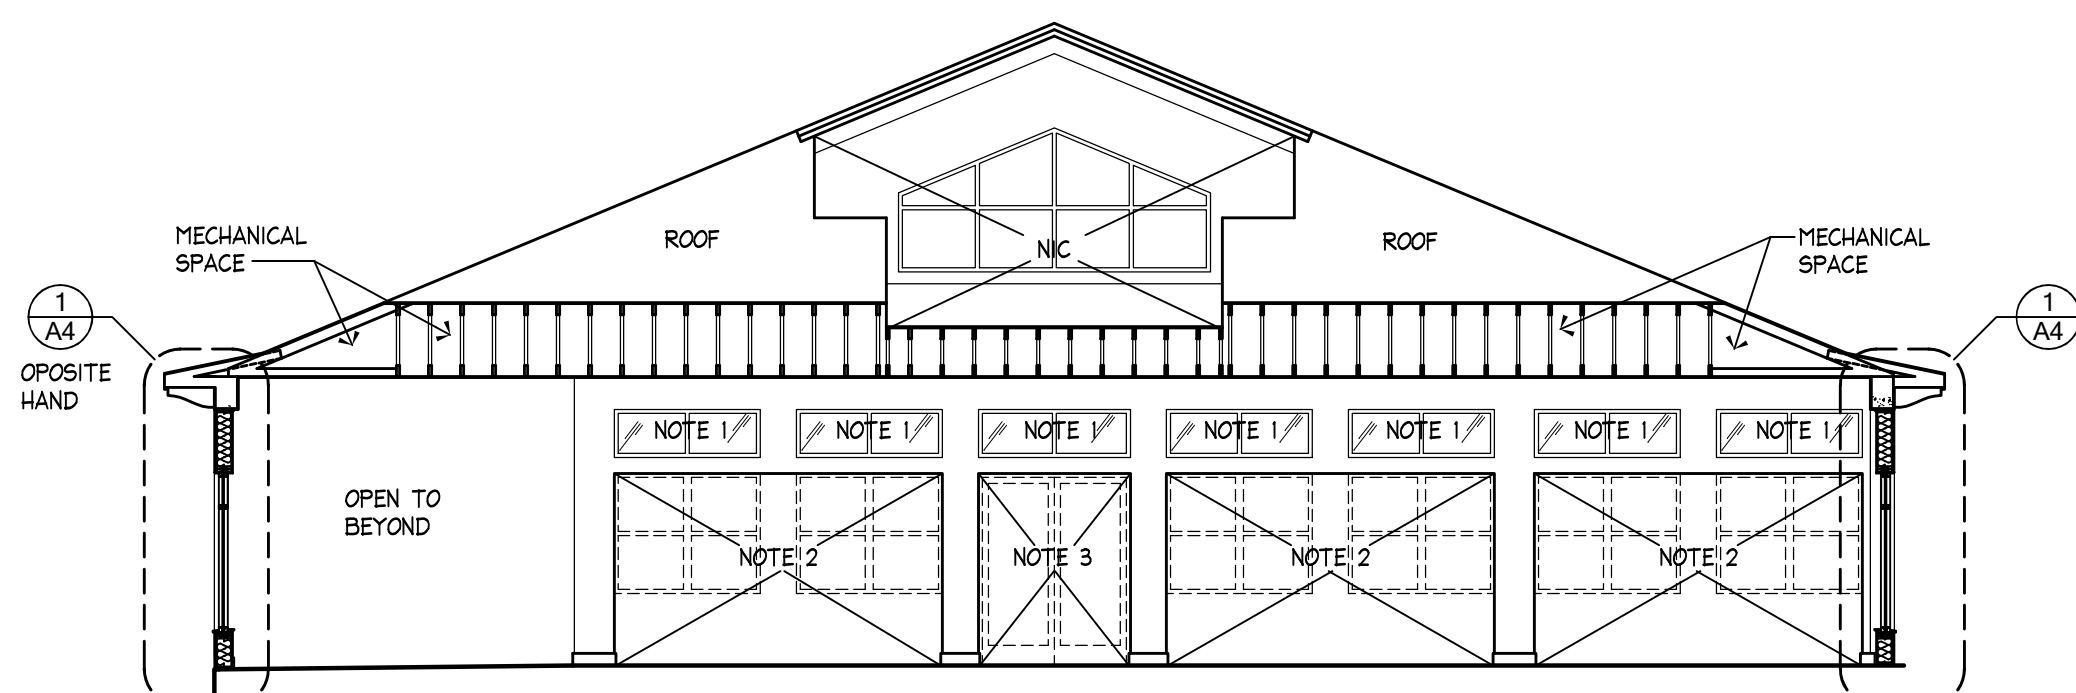 MECHANICAL
SPACE
ROOF
NIC
ROOF
MECHANICAL
SPACE
1
A4
OPOSITE
HAND
1
A4
NOTE 1
NOTE 1
NOTE 1
NOTE 1
NOTE 1
NOTE 1
NOTE 1
OPEN TO
BEYOND
NOTE 2
NOTE 3
NOTE 2
NOTE 2